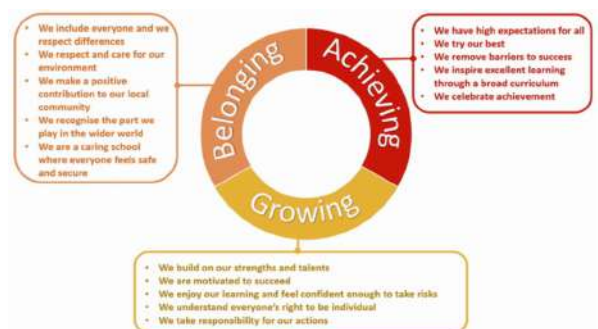 • We include everyone and we
respect differences
• We respect and care for our
environment
• We make a positive
contribution to our local
community
• We recognise the part we
play in the wider world
• We are a caring school
where everyone feels safe
and secure
Belonging
Achieving
Growing
• We have high expectations for all
• We try our best
• We remove barriers to success
• We inspire excellent learning
through a broad curriculum
• We celebrate achievement
• We build on our strengths and talents
• We are motivated to succeed
• We enjoy our learning and feel confident enough to take risks
• We understand everyone's right to be individual
• We take responsibility for our actions